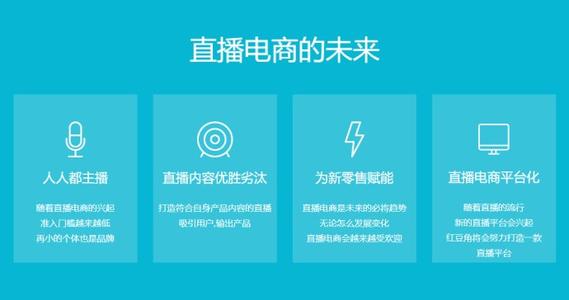 直播电商的未来
人人都主播
随着直播电商的兴起
准入门槛越来越低
再小的个体也是品牌
直播内容优胜劣汰
打造符合自身产品内容的直播
吸引用户,输出产品
为新零售赋能
直播电商是未来的必将趋势
无论怎么发展变化
直播电商会越来越受欢迎
直播电商平台化
随着直播的流行
新的直播平台会兴起
红豆角将会努力打造一款
直播平台